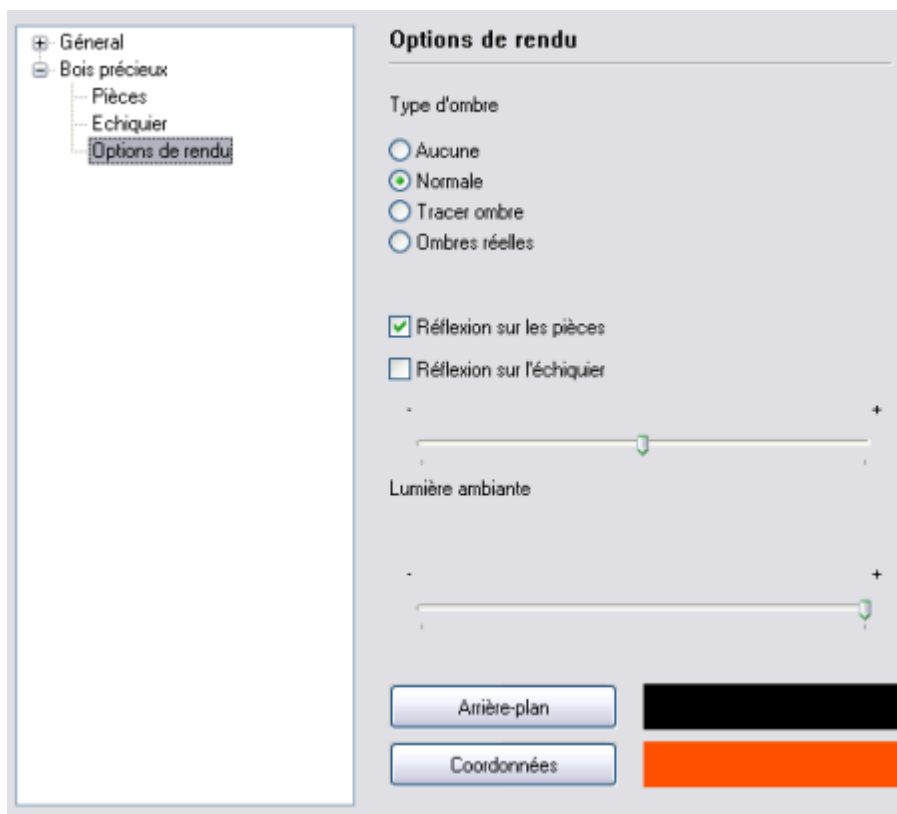 Géneral
Bois précieux
Pièces
Echiquier
Options de rendu
Options de rendu
Type d'ombre
Aucune
Normale
Tracer ombre
Ombres réelles
Réflexion sur les pièces
Réflexion sur l'échiquier
- +
Lumière ambiante
- +
Arrière-plan
Coordonnées